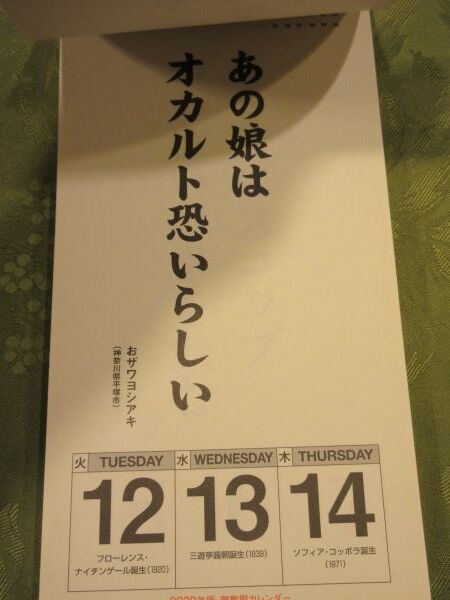 あの娘は
オカルト恐いらしい
おザワヨシアキ
（神奈川県平塚市）
火 TUESDAY 水 WEDNESDAY 木 THURSDAY
12 13 14
フローレンス・
ナイチンゲール誕生（1820）
三遊亭圓朝誕生（1839）
ソフィア・コッポラ誕生
（1971）